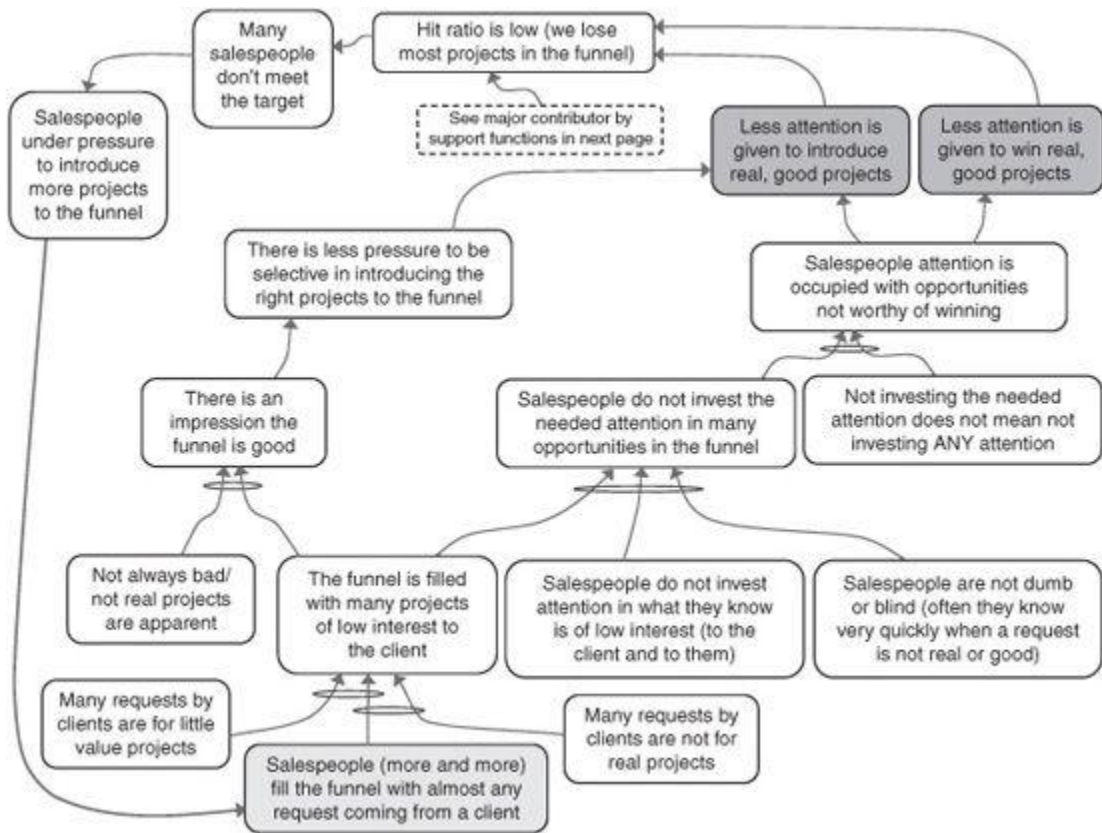 Many
salespeople
don't meet
the target
Hit ratio is low (we lose
most projects in the funnel)
Salespeople
under pressure
to introduce
more projects
to the funnel
See major contributor by
support functions in next page
Less attention is
given to introduce
real, good projects
Less attention is
given to win real,
good projects
There is less pressure to be
selective in introducing the
right projects to the funnel
Salespeople attention is
occupied with opportunities
not worthy of winning
There is an
impression the
funnel is good
Salespeople do not invest the
needed attention in many
opportunities in the funnel
Not investing the needed
attention does not mean not
investing ANY attention
Not always bad/
not real projects
are apparent
The funnel is filled
with many projects
of low interest to
the client
Salespeople do not invest
attention in what they know
is of low interest (to the
client and to them)
Salespeople are not dumb
or blind (often they know
very quickly when a request
is not real or good)
Many requests by
clients are for little
value projects
Many requests by
clients are not for
real projects
Salespeople (more and more)
fill the funnel with almost any
request coming from a client